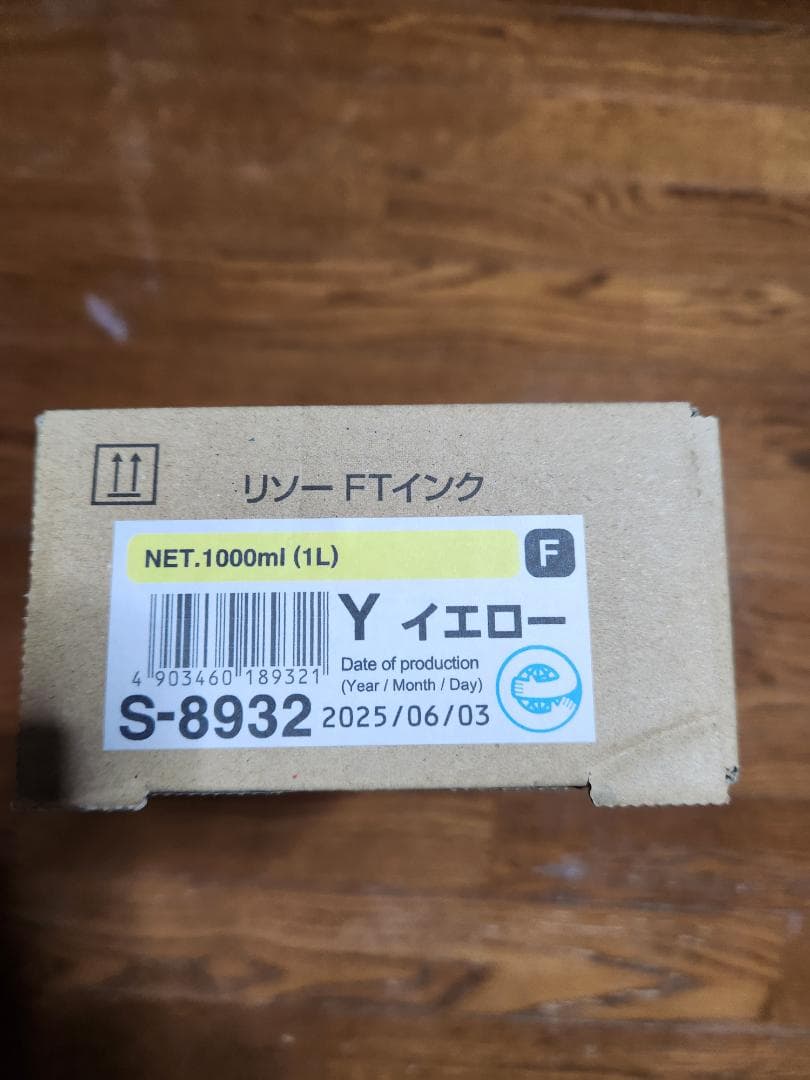 リソー FTインク
NET.1000ml (1L)
F
Y イエロー
4 903460 189321
Date of production
(Year / Month / Day)
S-8932 2025/06/03